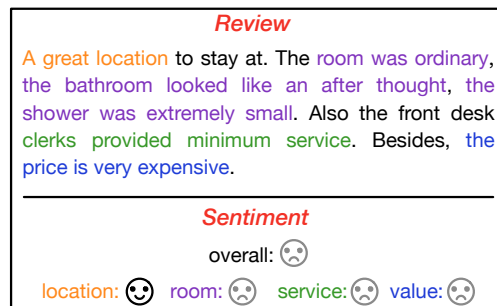 Review
A great location to stay at. The room was ordinary,
the bathroom looked like an after thought, the
shower was extremely small. Also the front desk
clerks provided minimum service. Besides, the
price is very expensive.
Sentiment
overall:
location: room: service: value: